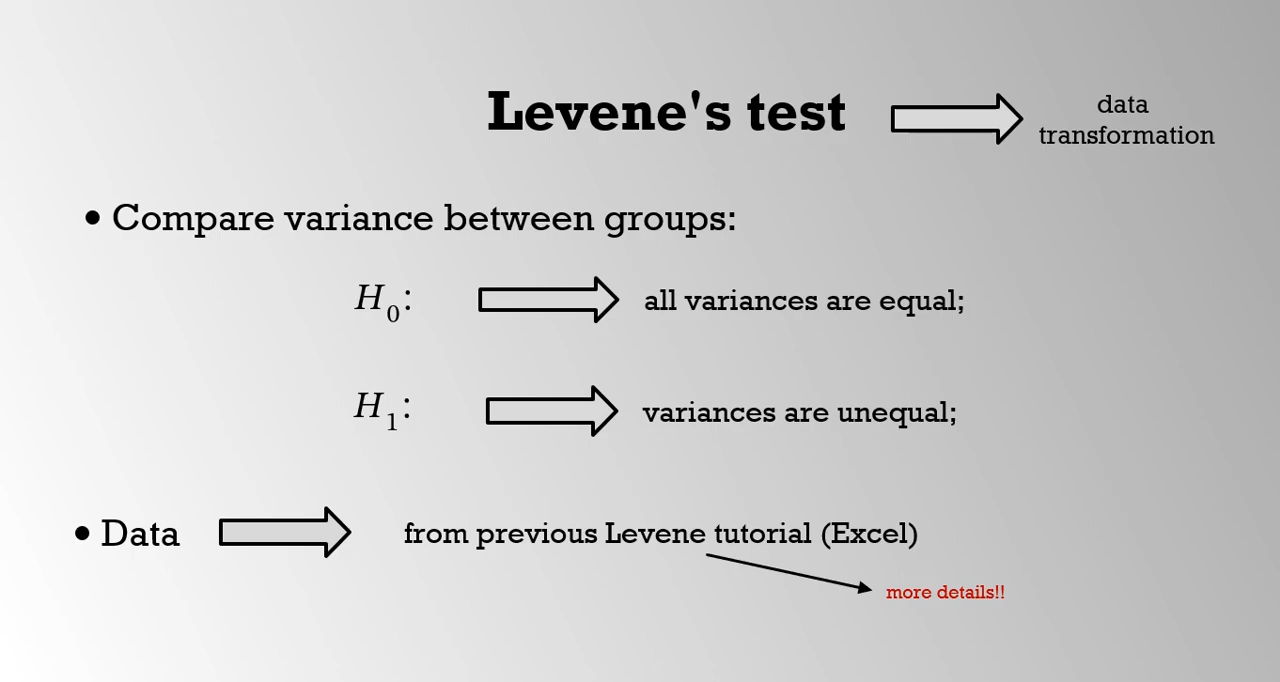 Levene's test
data
transformation
• Compare variance between groups:
H₀: all variances are equal;
H₁: variances are unequal;
• Data from previous Levene tutorial (Excel)
more details!!